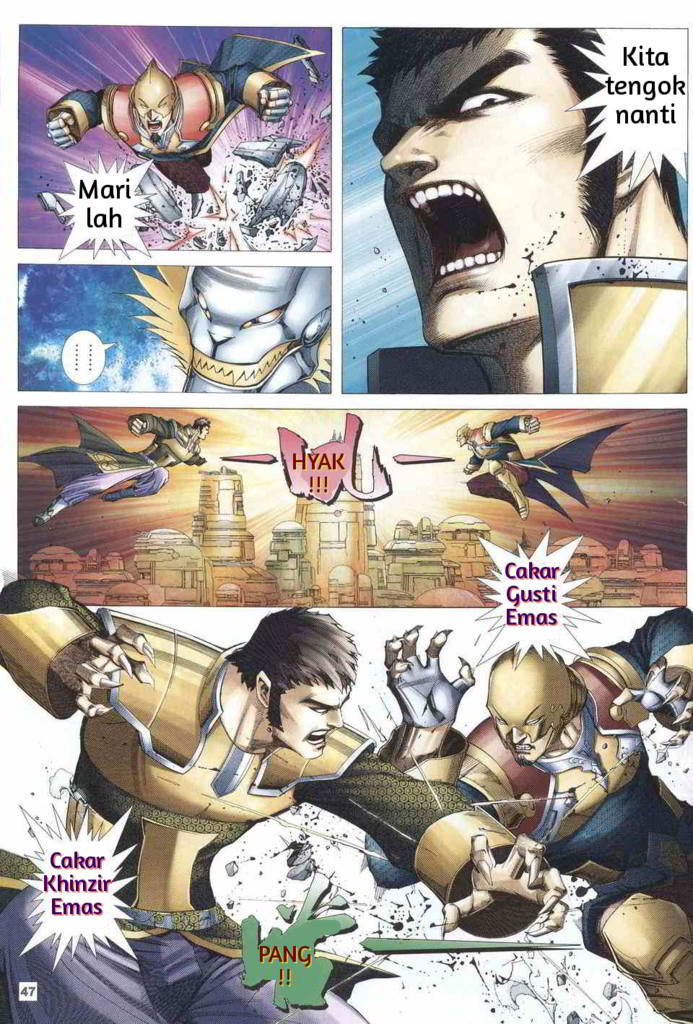 Mari
lah
Kita
tengok
nanti
......
HYAK
!!!
Cakar
Gusti
Emas
Cakar
Khinzir
Emas
PANG
!!
47